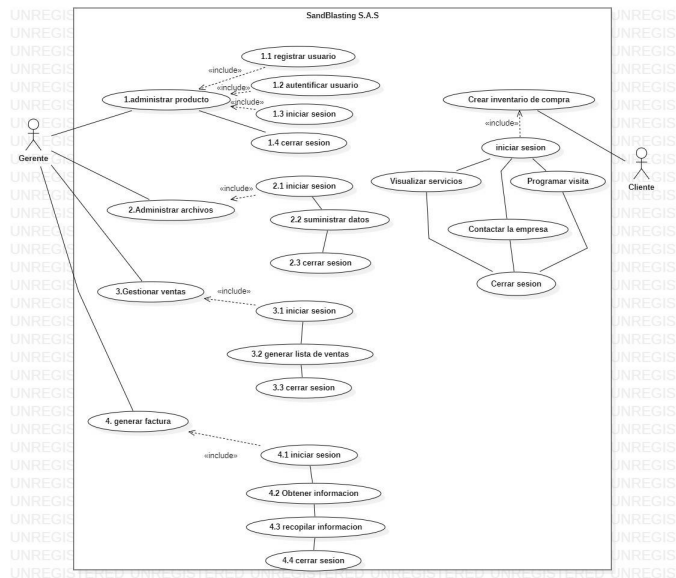 SandBlasting S.A.S
1.1 registrar usuario
«include»
1.2 autentificar usuario
«include»
1.administrar producto
«include»
1.3 iniciar sesion
1.4 cerrar sesion
Gerente
Crear inventario de compra
«include»
iniciar sesion
Visualizar servicios
Programar visita
Cliente
Contactar la empresa
Cerrar sesion
2.1 iniciar sesion
«include»
2.Administrar archivos
2.2 suministrar datos
2.3 cerrar sesion
3.Gestionar ventas
«include»
3.1 iniciar sesion
3.2 generar lista de ventas
3.3 cerrar sesion
4. generar factura
«include»
4.1 iniciar sesion
4.2 Obtener informacion
4.3 recopilar informacion
4.4 cerrar sesion
UNREGISTERED UNREGISTERED UNREGISTERED UNREGIS